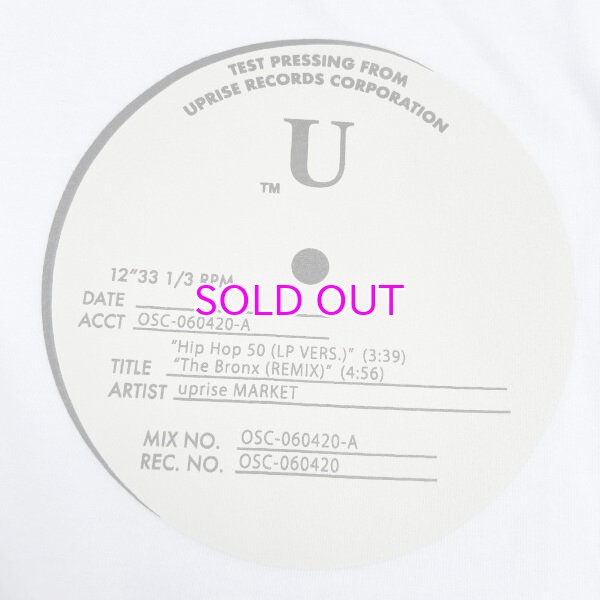 TEST PRESSING FROM
UPRISE RECORDS CORPORATION
U
TM
12"33 1/3 RPM
SOLD OUT
DATE
ACCT OSC-060420-A
"Hip Hop 50 (LP VERS.)" (3:39)
TITLE "The Bronx (REMIX)" (4:56)
ARTIST uprise MARKET
MIX NO. OSC-060420-A
REC. NO. OSC-060420